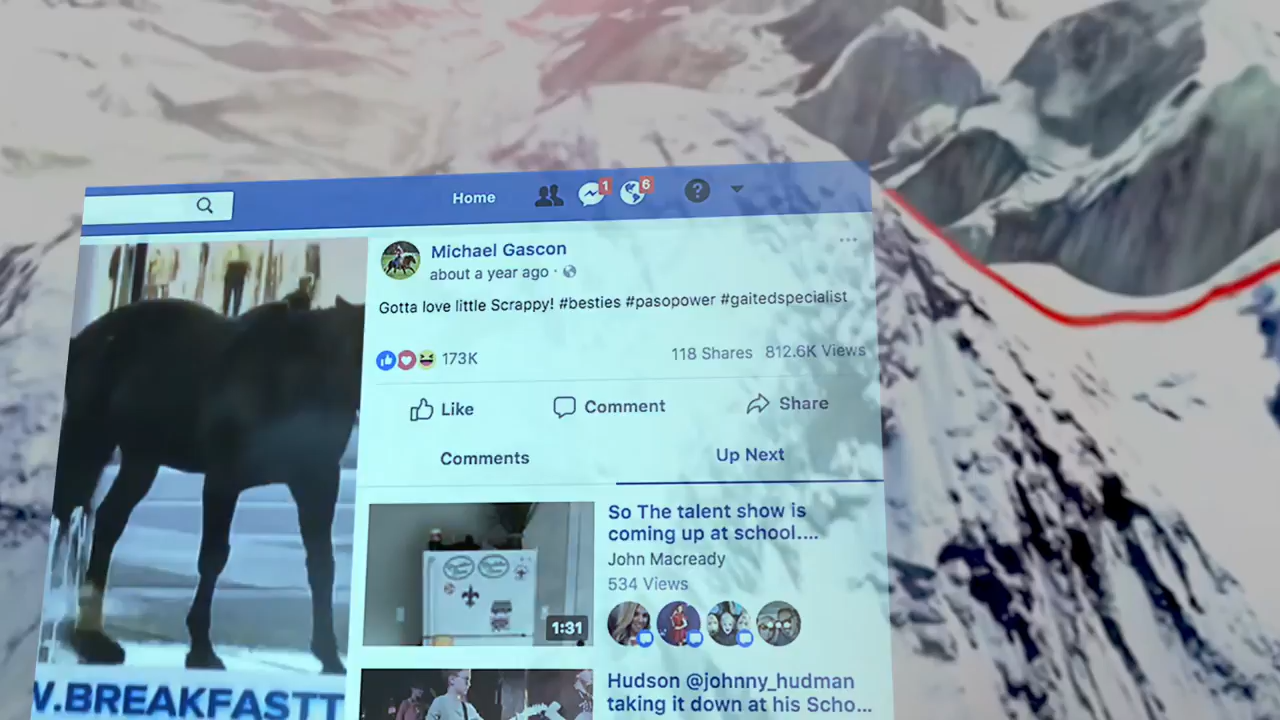 Home
1
6
?
Michael Gascon
about a year ago ·
Gotta love little Scrappy! #besties #pasopower #gaitedspecialist
173K
118 Shares 812.6K Views
Like Comment Share
Comments Up Next
So The talent show is
coming up at school....
John Macready
534 Views
1:31
Hudson @johnny_hudman
taking it down at his Scho...
V.BREAKFASTT